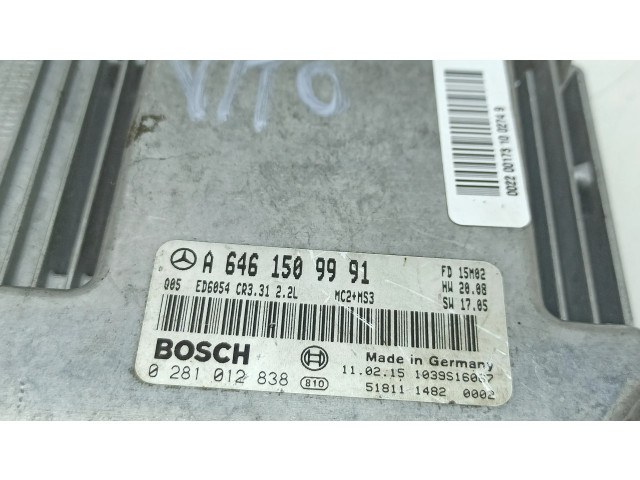 VITO
0022 00173 10 0274 9
A 646 150 99 91
005 ED6054 CR3.31 2.2L MC2+MS3
FD 15M02
HW 20.08
SW 17.05
BOSCH
Made in Germany
0 281 012 838 810
11.02.15 1039S16037
51811 1482 0002